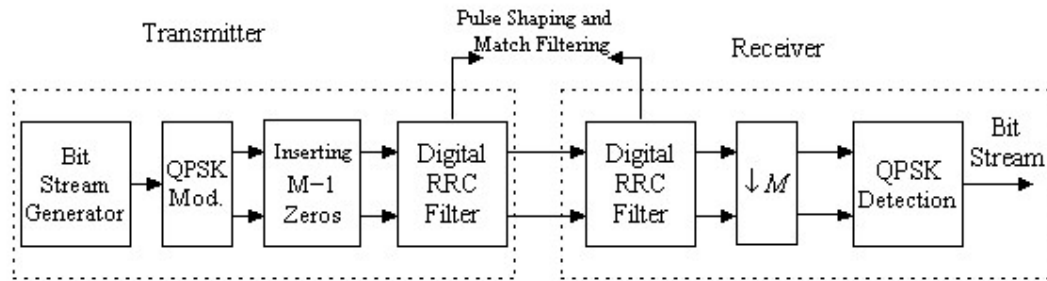 Pulse Shaping and
Match Filtering
Transmitter
Receiver
Bit
Stream
Generator
QPSK
Mod.
Inserting
M-1
Zeros
Digital
RRC
Filter
Digital
RRC
Filter
↓M
QPSK
Detection
Bit
Stream